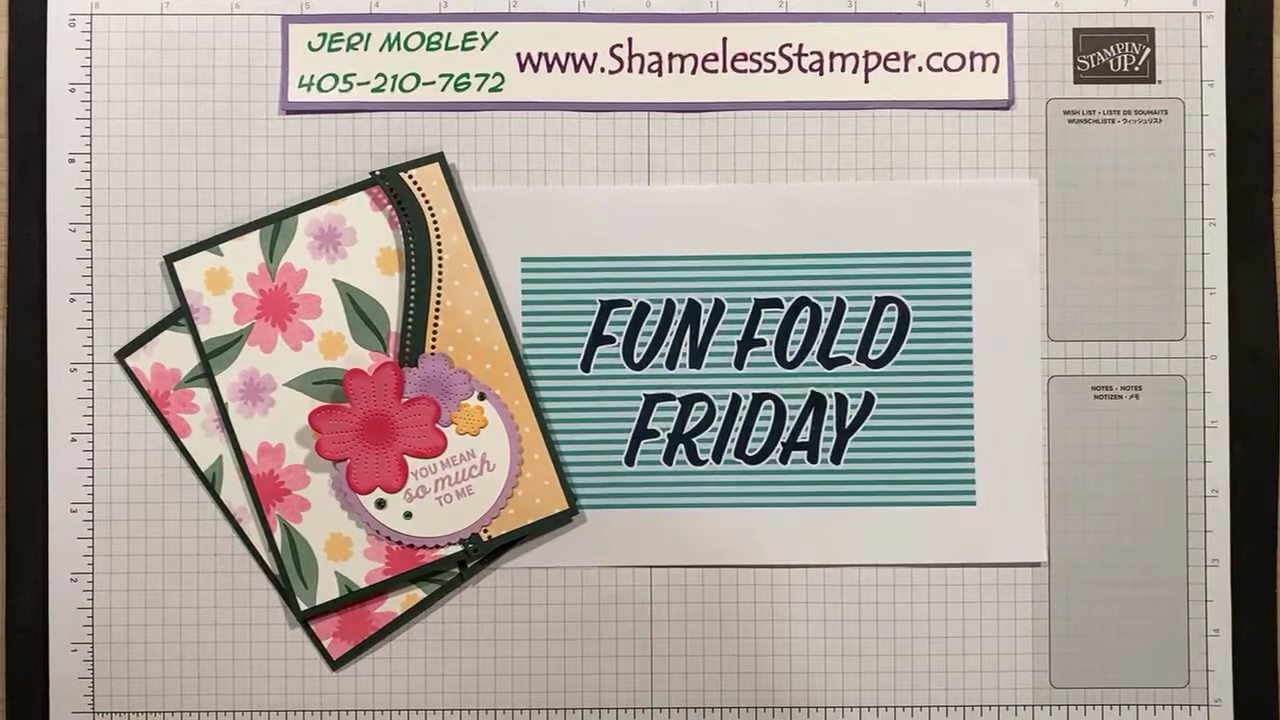 JERI MOBLEY
405-210-7672
www.ShamelessStamper.com
STAMPIN' UP!
WISH LIST • LISTE DE SOUHAITS
WUNSCHLISTE • ウィッシュリスト
FUN FOLD
FRIDAY
YOU MEAN
so much
TO ME
NOTES • NOTES
NOTIZEN • メモ